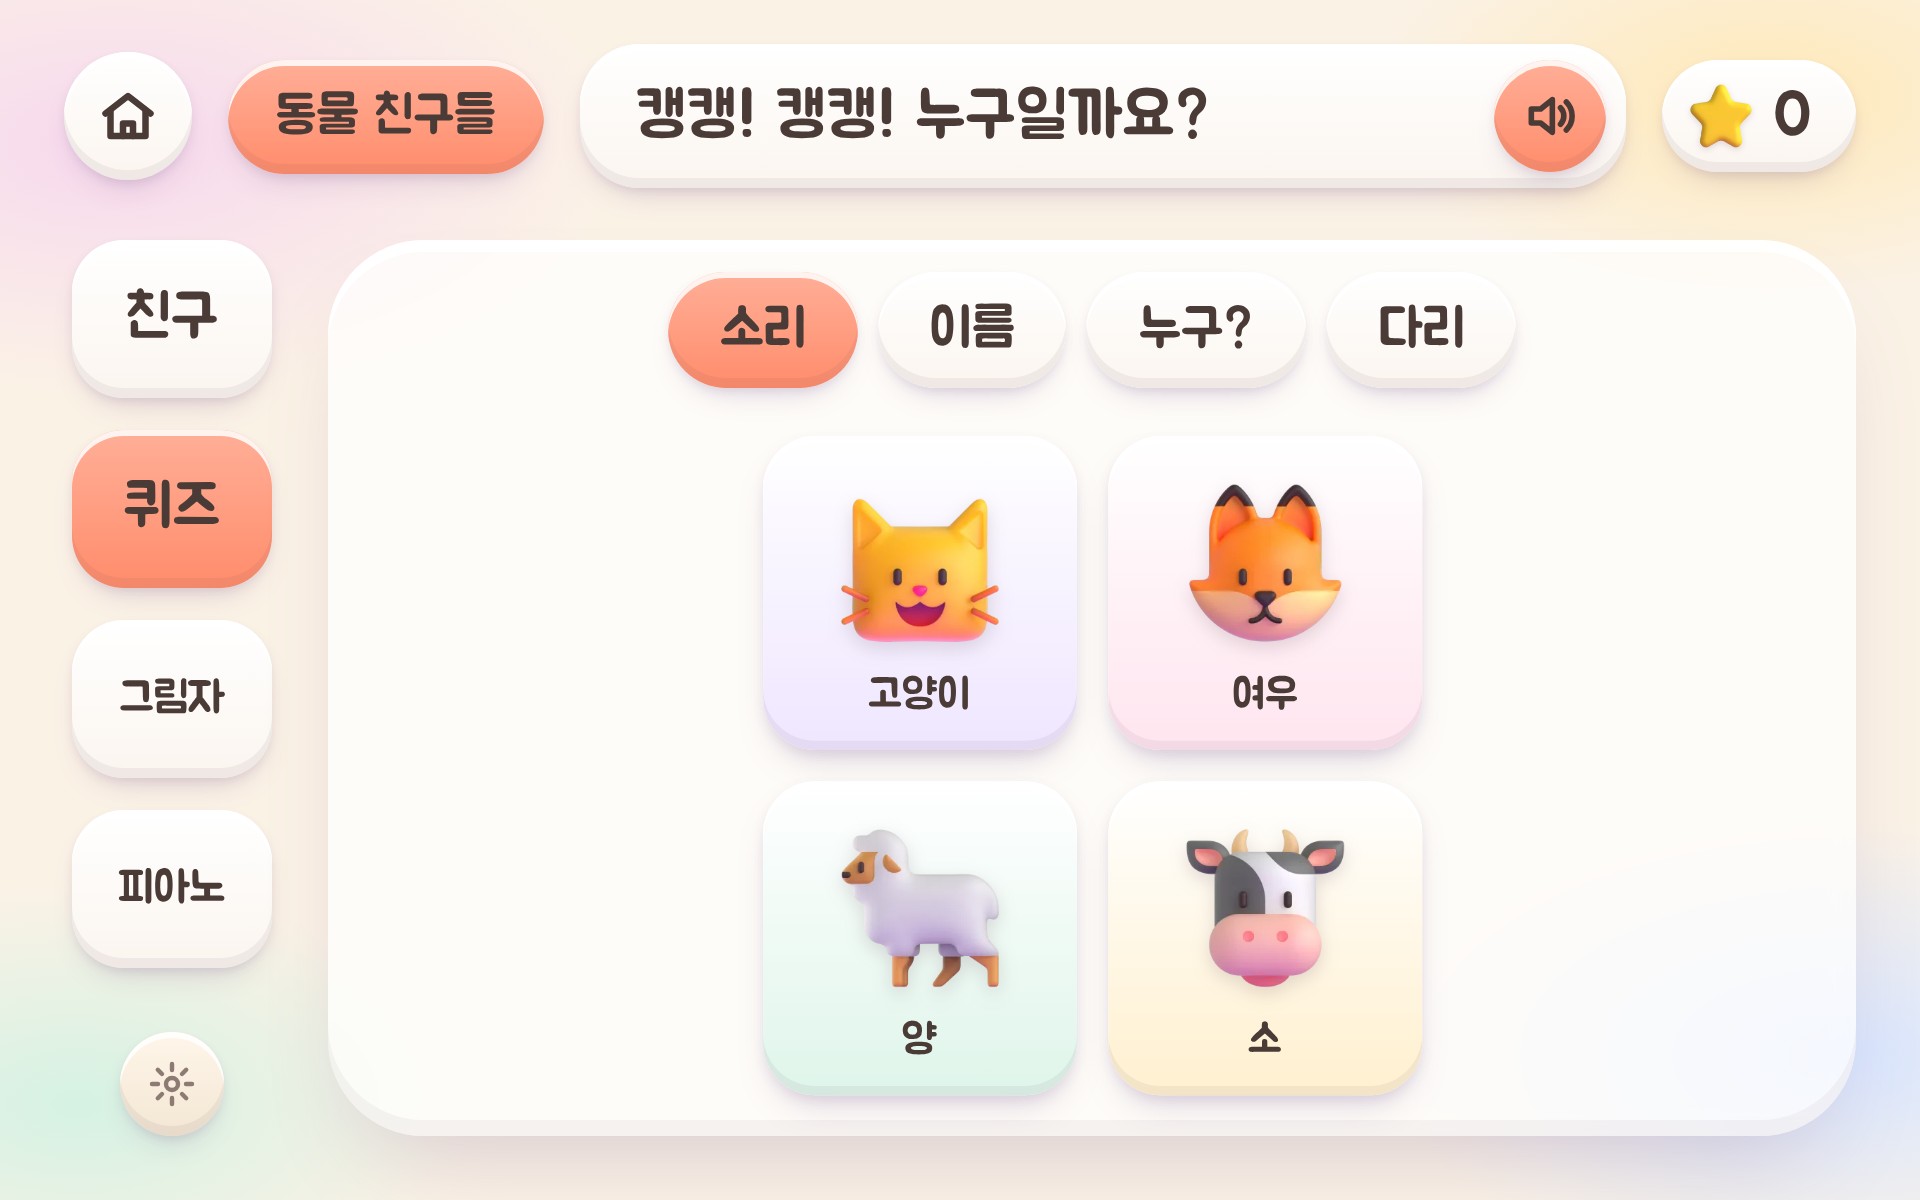 동물 친구들
캥캥! 캥캥! 누구일까요?
0
친구
퀴즈
그림자
피아노
소리
이름
누구?
다리
고양이
여우
양
소